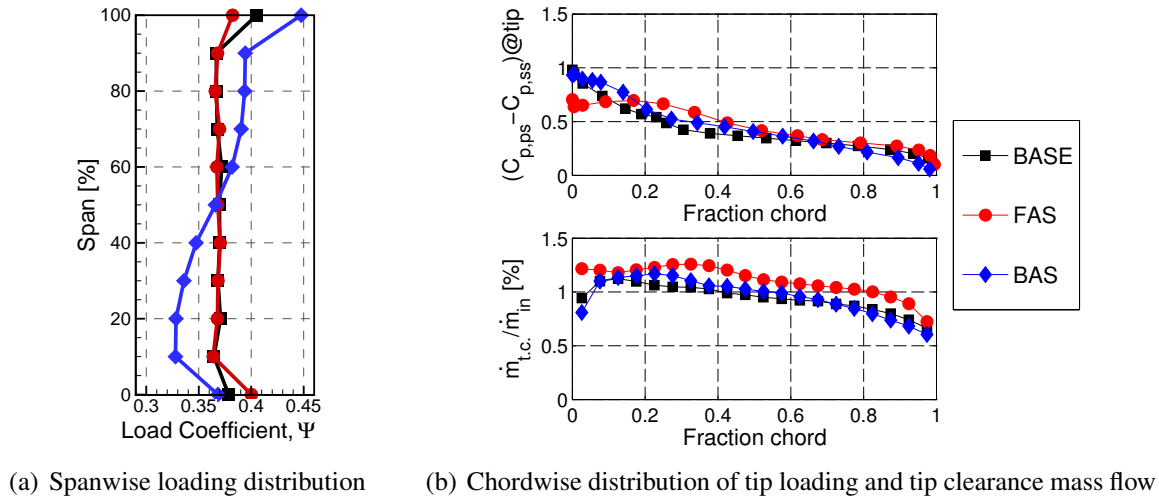 100
80
60
40
20
0
Span [%]
0.3
0.35
0.4
0.45
Load Coefficient, Ψ
(a) Spanwise loading distribution
1.5
1
0.5
0
(C_p,ps−C_p,ss)@tip
0
0.2
0.4
0.6
0.8
1
Fraction chord
1.5
1
0.5
0
ṁ_t.c./ṁ_in [%]
0
0.2
0.4
0.6
0.8
1
Fraction chord
(b) Chordwise distribution of tip loading and tip clearance mass flow
BASE
FAS
BAS